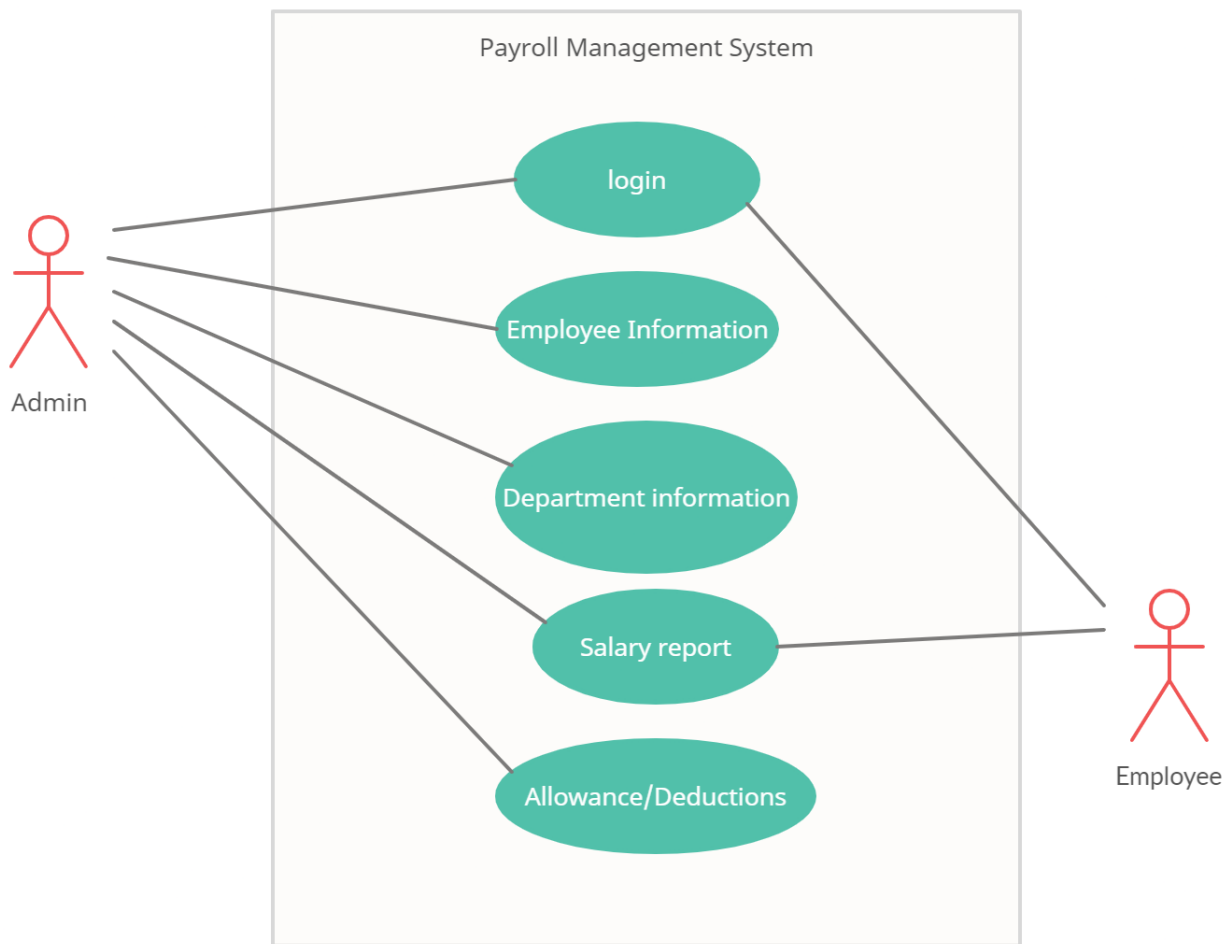 Payroll Management System
login
Employee Information
Admin
Department information
Salary report
Employee
Allowance/Deductions